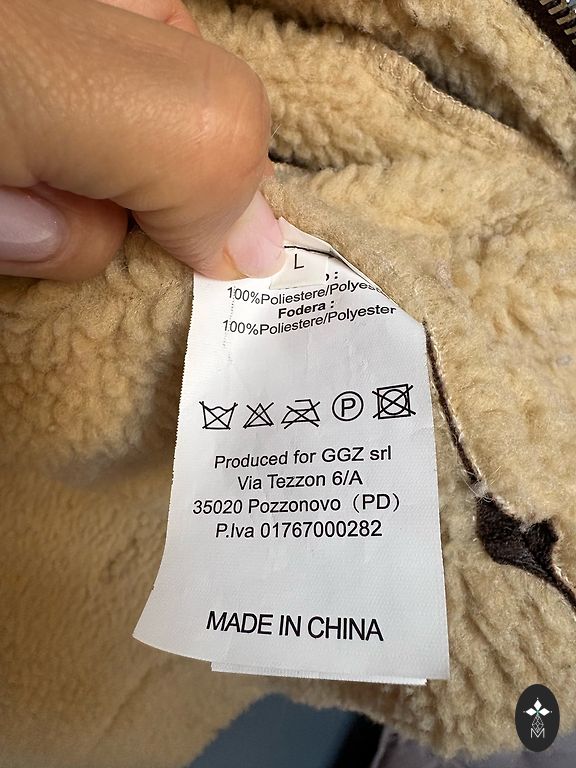 L
100%Poliestere/Polyes
Fodera :
100%Poliestere/Polyester
P
Produced for GGZ srl
Via Tezzon 6/A
35020 Pozzonovo（PD）
P.Iva 01767000282
MADE IN CHINA
M